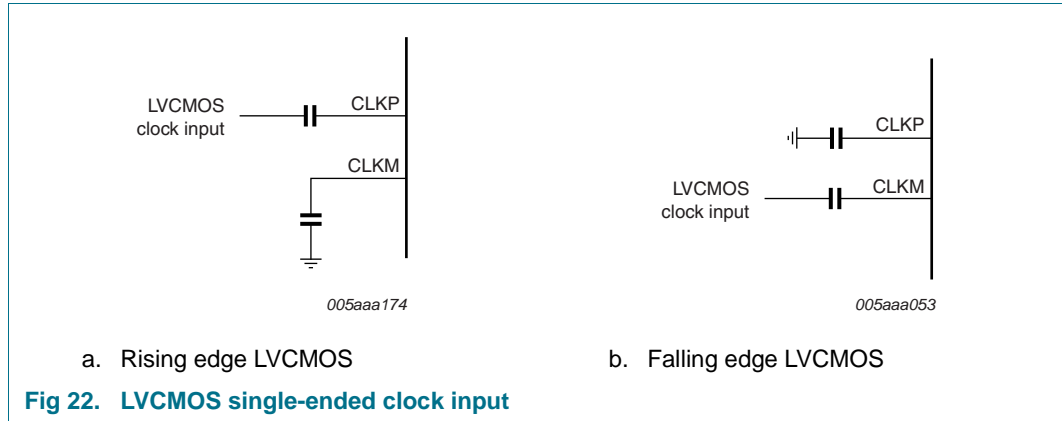 LVCMOS
clock input
CLKP
CLKM
005aaa174
a. Rising edge LVCMOS
CLKP
LVCMOS
clock input
CLKM
005aaa053
b. Falling edge LVCMOS
Fig 22. LVCMOS single-ended clock input